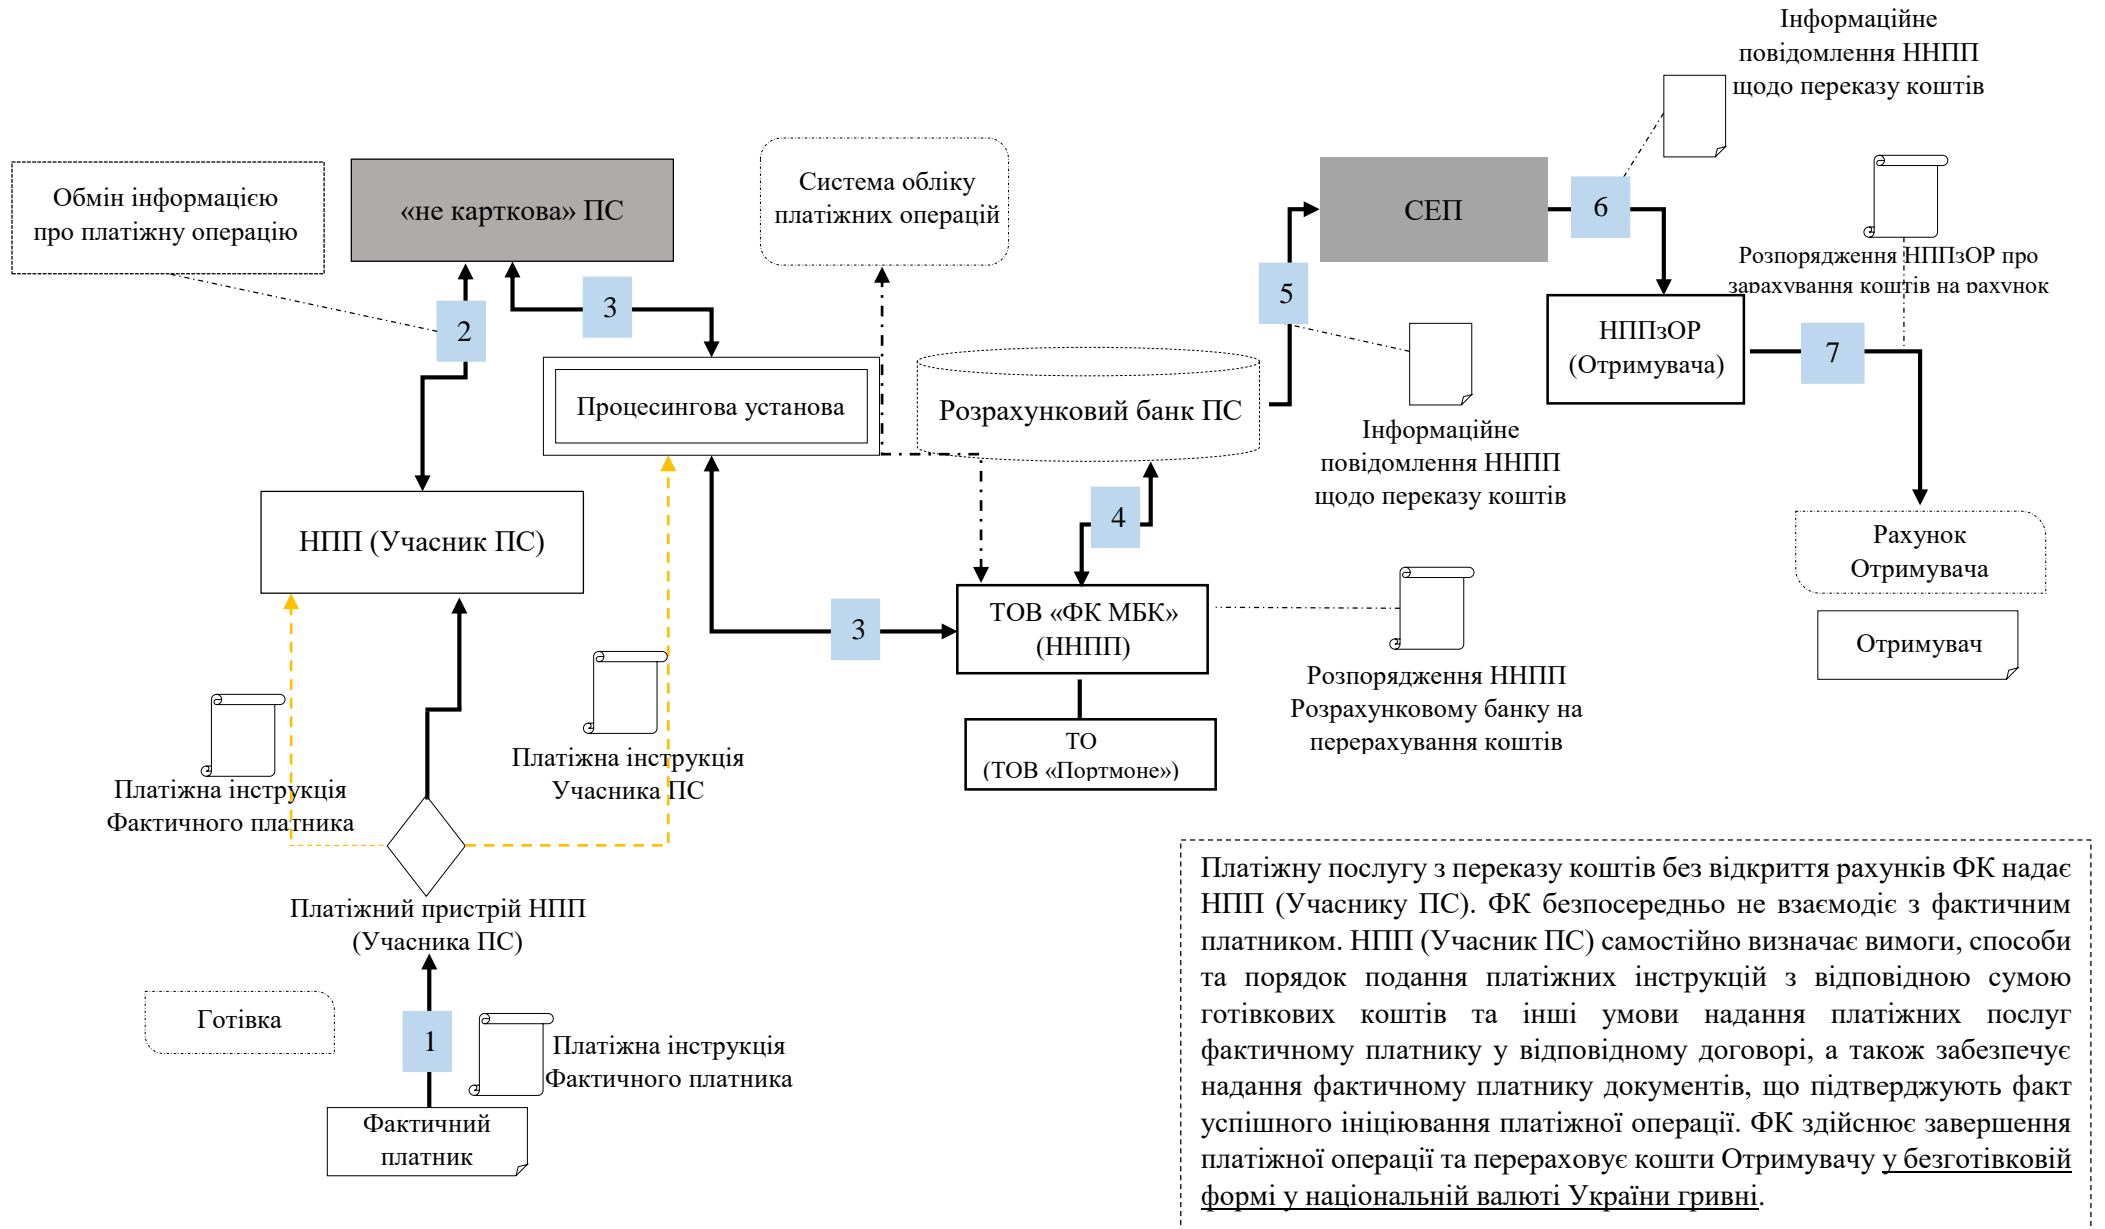 Інформаційне
повідомлення ННПП
щодо переказу коштів
Обмін інформацією
про платіжну операцію
«не карткова» ПС
Система обліку
платіжних операцій
СЕП
6
Розпорядження НППзОР про
зарахування коштів на рахунок
2
3
5
НППзОР
(Отримувача)
7
Процесингова установа
Розрахунковий банк ПС
Інформаційне
повідомлення ННПП
щодо переказу коштів
4
НПП (Учасник ПС)
Рахунок
Отримувача
Отримувач
3
ТОВ «ФК МБК»
(ННПП)
Розпорядження ННПП
Розрахунковому банку на
перерахування коштів
ТО
(ТОВ «Портмоне»)
Платіжна інструкція
Учасника ПС
Платіжна інструкція
Фактичного платника
Платіжний пристрій НПП
(Учасника ПС)
Готівка
1
Платіжна інструкція
Фактичного платника
Фактичний
платник
Платіжну послугу з переказу коштів без відкриття рахунків ФК надає
НПП (Учаснику ПС). ФК безпосередньо не взаємодіє з фактичним
платником. НПП (Учасник ПС) самостійно визначає вимоги, способи
та порядок подання платіжних інструкцій з відповідною сумою
готівкових коштів та інші умови надання платіжних послуг
фактичному платнику у відповідному договорі, а також забезпечує
надання фактичному платнику документів, що підтверджують факт
успішного ініціювання платіжної операції. ФК здійснює завершення
платіжної операції та перераховує кошти Отримувачу у безготівковій
формі у національній валюті України гривні.